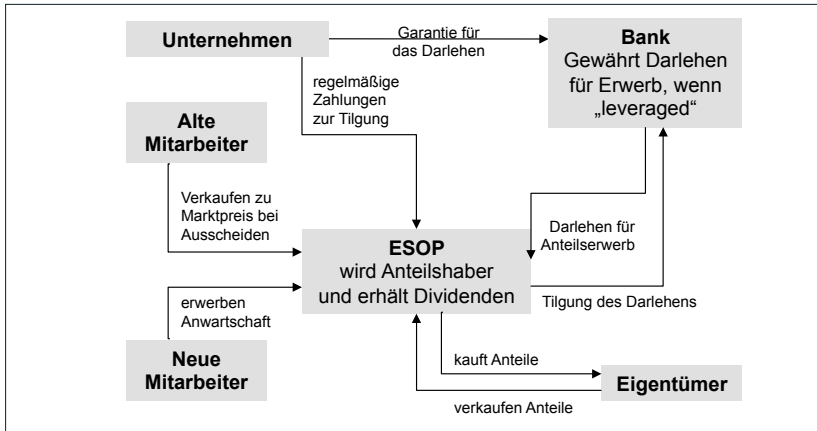 Unternehmen
Garantie für
das Darlehen
Bank
Gewährt Darlehen
für Erwerb, wenn
„leveraged“
regelmäßige
Zahlungen
zur Tilgung
Alte
Mitarbeiter
Verkaufen zu
Marktpreis bei
Ausscheiden
Darlehen für
Anteilserwerb
ESOP
wird Anteilshaber
und erhält Dividenden
Tilgung des Darlehens
erwerben
Anwartschaft
Neue
Mitarbeiter
kauft Anteile
Eigentümer
verkaufen Anteile